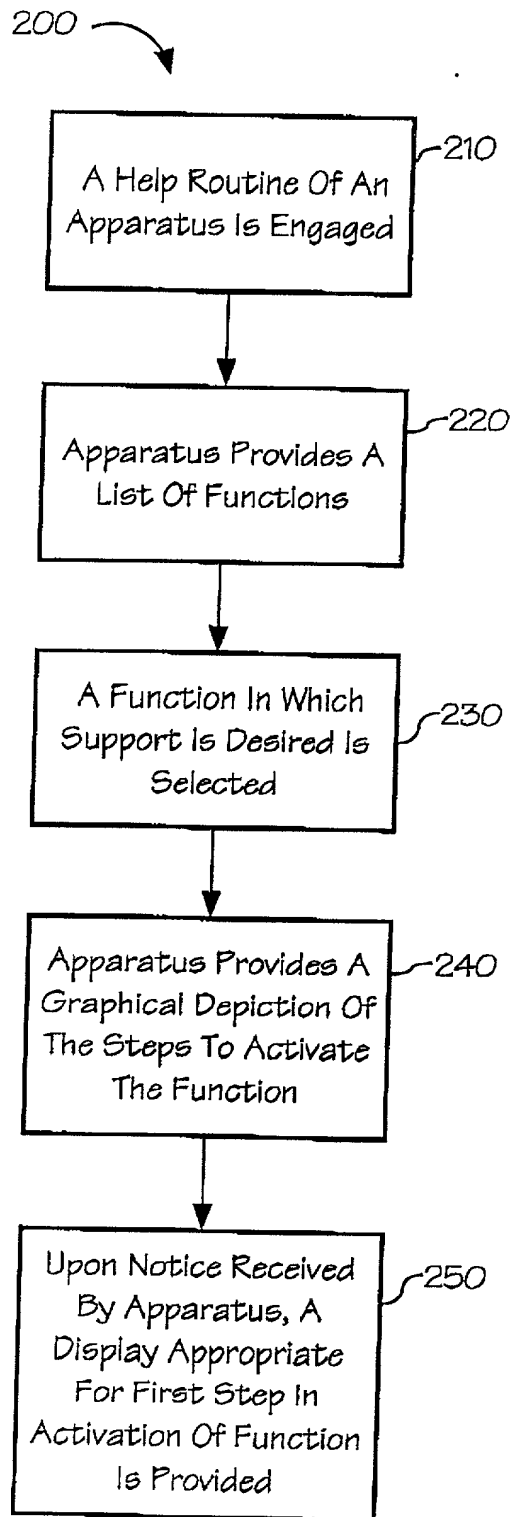 200
210
A Help Routine Of An
Apparatus Is Engaged
220
Apparatus Provides A
List Of Functions
230
A Function In Which
Support Is Desired Is
Selected
240
Apparatus Provides A
Graphical Depiction Of
The Steps To Activate
The Function
250
Upon Notice Received
By Apparatus, A
Display Appropriate
For First Step In
Activation Of Function
Is Provided